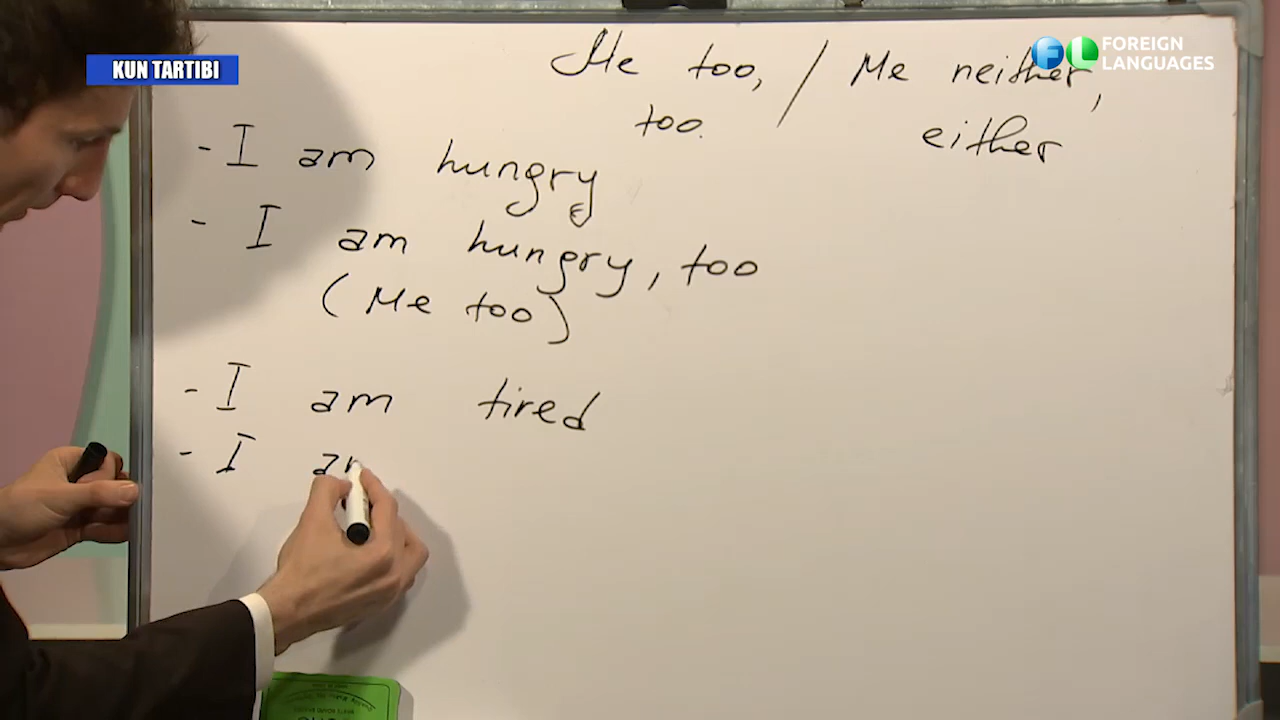 KUN TARTIBI
FOREIGN
LANGUAGES
Me too, / Me neither,
too. either
- I am hungry
- I am hungry, too
(Me too)
- I am tired
- I am